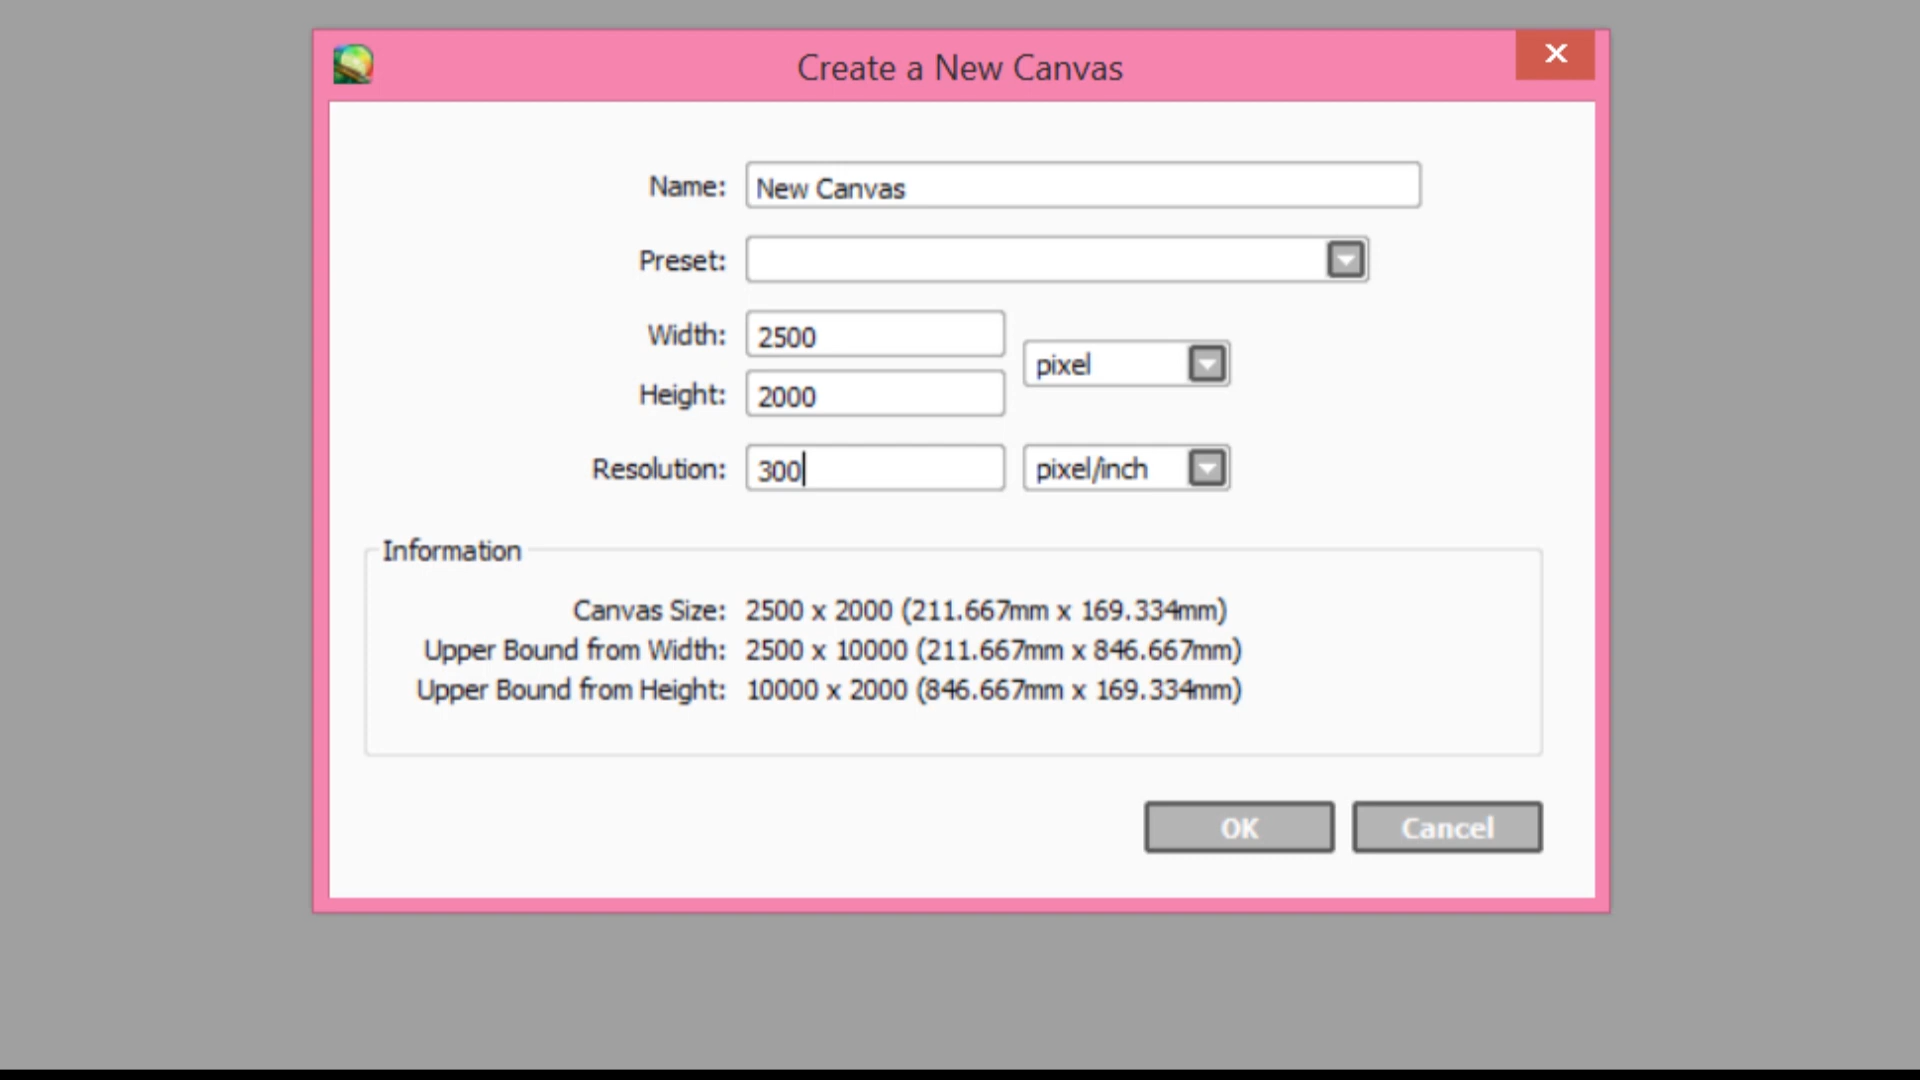 Create a New Canvas
Name: New Canvas
Preset:
Width: 2500
pixel
Height: 2000
Resolution: 300 pixel/inch
Information
Canvas Size: 2500 x 2000 (211.667mm x 169.334mm)
Upper Bound from Width: 2500 x 10000 (211.667mm x 846.667mm)
Upper Bound from Height: 10000 x 2000 (846.667mm x 169.334mm)
OK Cancel